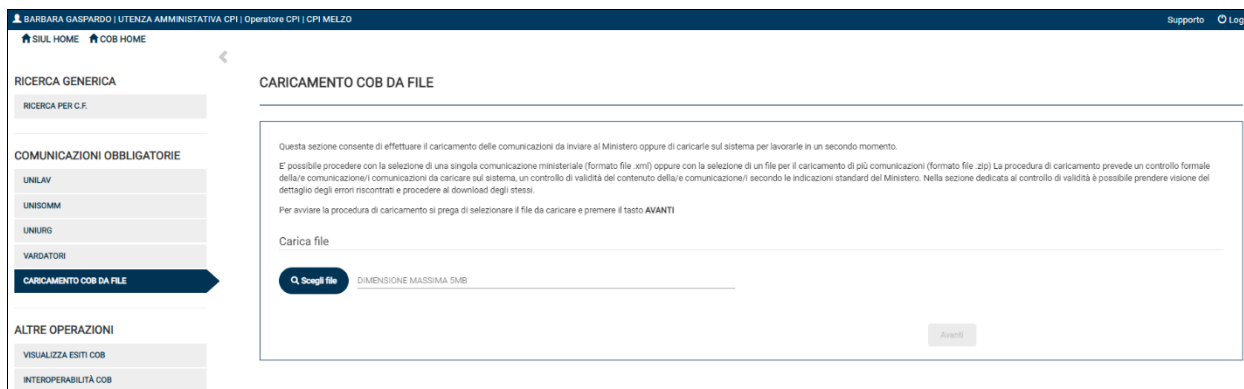 BARBARA GASPARDO | UTENZA AMMINISTATIVA CPI | Operatore CPI | CPI MELZO
Supporto
Log
SIUL HOME
COB HOME
RICERCA GENERICA
RICERCA PER C.F.
COMUNICAZIONI OBBLIGATORIE
UNILAV
UNISOMM
UNIURG
VARDATORI
CARICAMENTO COB DA FILE
ALTRE OPERAZIONI
VISUALIZZA ESITI COB
INTEROPERABILITÀ COB
CARICAMENTO COB DA FILE
Questa sezione consente di effettuare il caricamento delle comunicazioni da inviare al Ministero oppure di caricarle sul sistema per lavorarle in un secondo momento.
E' possibile procedere con la selezione di una singola comunicazione ministeriale (formato file .xml) oppure con la selezione di un file per il caricamento di più comunicazioni (formato file .zip) La procedura di caricamento prevede un controllo formale
della/e comunicazione/i comunicazioni da caricare sul sistema, un controllo di validità del contenuto della/e comunicazione/i secondo le indicazioni standard del Ministero. Nella sezione dedicata al controllo di validità è possibile prendere visione del
dettaglio degli errori riscontrati e procedere al download degli stessi.
Per avviare la procedura di caricamento si prega di selezionare il file da caricare e premere il tasto AVANTI
Carica file
Scegli file
DIMENSIONE MASSIMA 5MB
Avanti